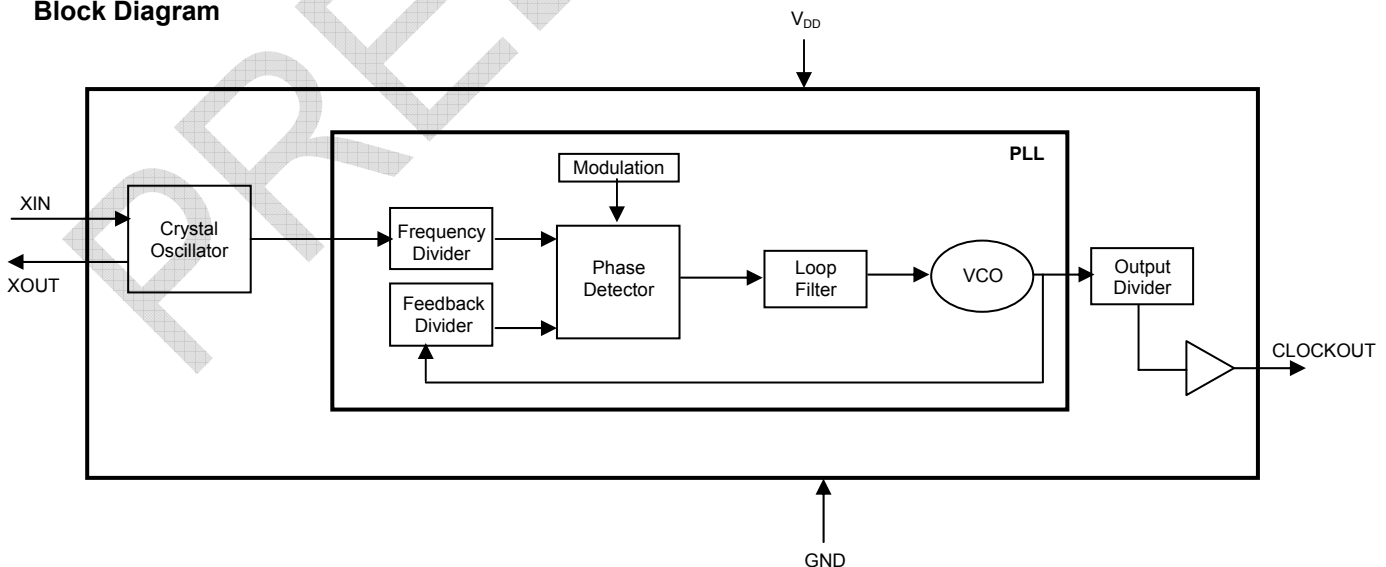 Block Diagram
VDD
PLL
Modulation
XIN
Crystal
Oscillator
XOUT
Frequency
Divider
Feedback
Divider
Phase
Detector
Loop
Filter
VCO
Output
Divider
CLOCKOUT
GND